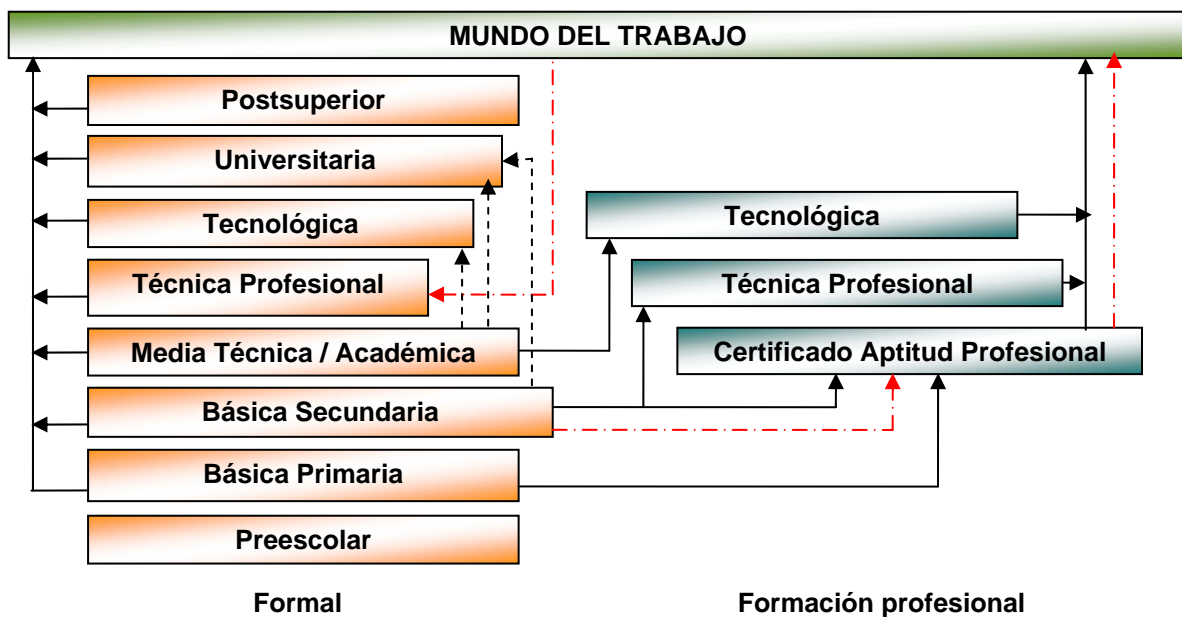 MUNDO DEL TRABAJO
Postsuperior
Universitaria
Tecnológica
Técnica Profesional
Media Técnica / Académica
Básica Secundaria
Básica Primaria
Preescolar
Formal
Tecnológica
Técnica Profesional
Certificado Aptitud Profesional
Formación profesional